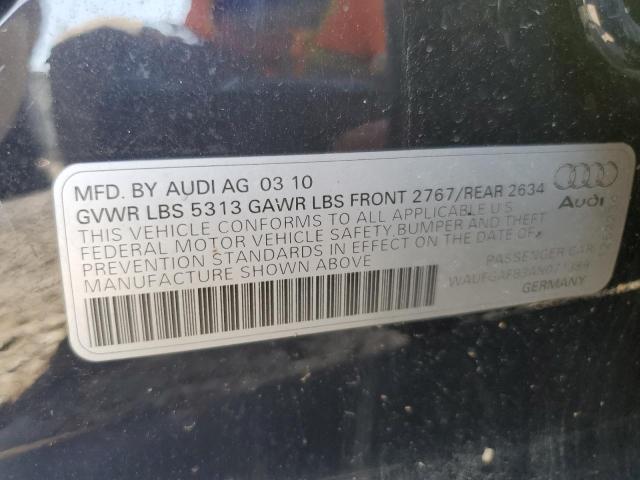 MFD. BY AUDI AG 03 10
GVWR LBS 5313 GAWR LBS FRONT 2767/REAR 2634
THIS VEHICLE CONFORMS TO ALL APPLICABLE U.S
FEDERAL MOTOR VEHICLE SAFETY,BUMPER AND THEFT
PREVENTION STANDARDS IN EFFECT ON THE DATE OF
MANUFACTURE SHOWN ABOVE
Audi
PASSENGER CAR
GERMANY